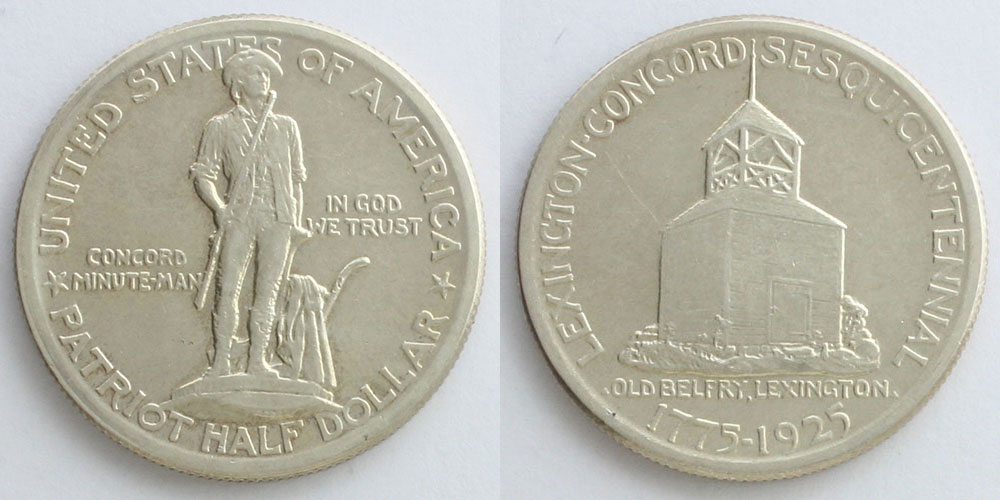 UNITED STATES OF AMERICA
IN GOD
WE TRUST
CONCORD
MINUTE-MAN
PATRIOT HALF DOLLAR
LEXINGTON-CONCORD SESQUICENTENNIAL
.OLD BELFRY, LEXINGTON.
1775-1925